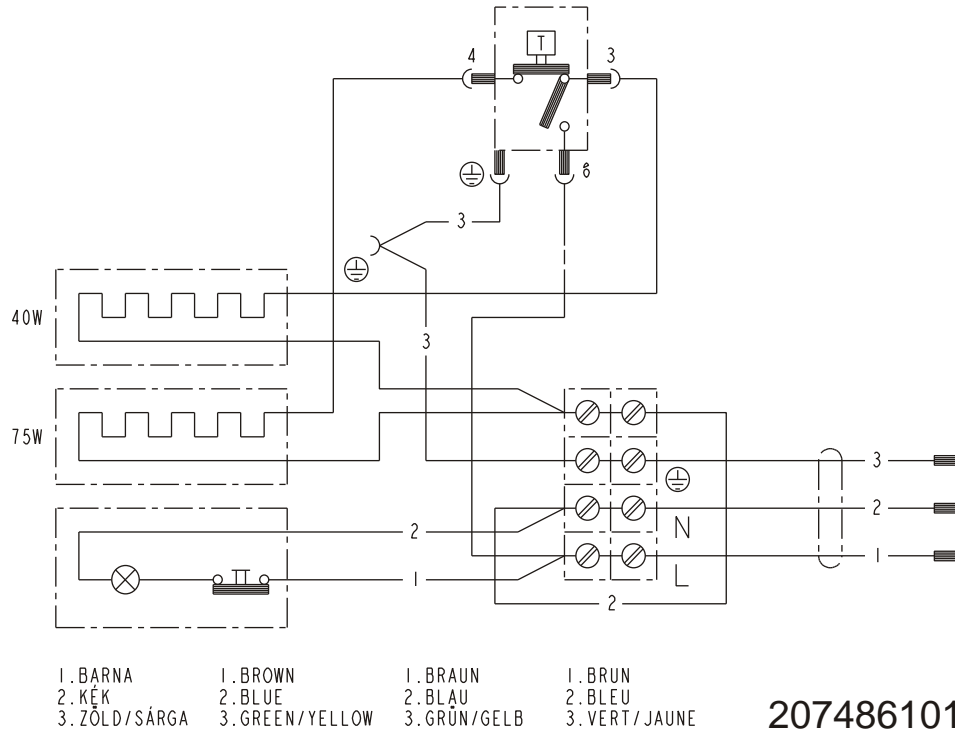 T
4
3
6
3
40W
3
75W
3
2
2
N
1
1
L
2
1.BARNA
2.KÉK
3.ZÖLD/SÁRGA
1.BROWN
2.BLUE
3.GREEN/YELLOW
1.BRAUN
2.BLAU
3.GRÜN/GELB
1.BRUN
2.BLEU
3.VERT/JAUNE
207486101